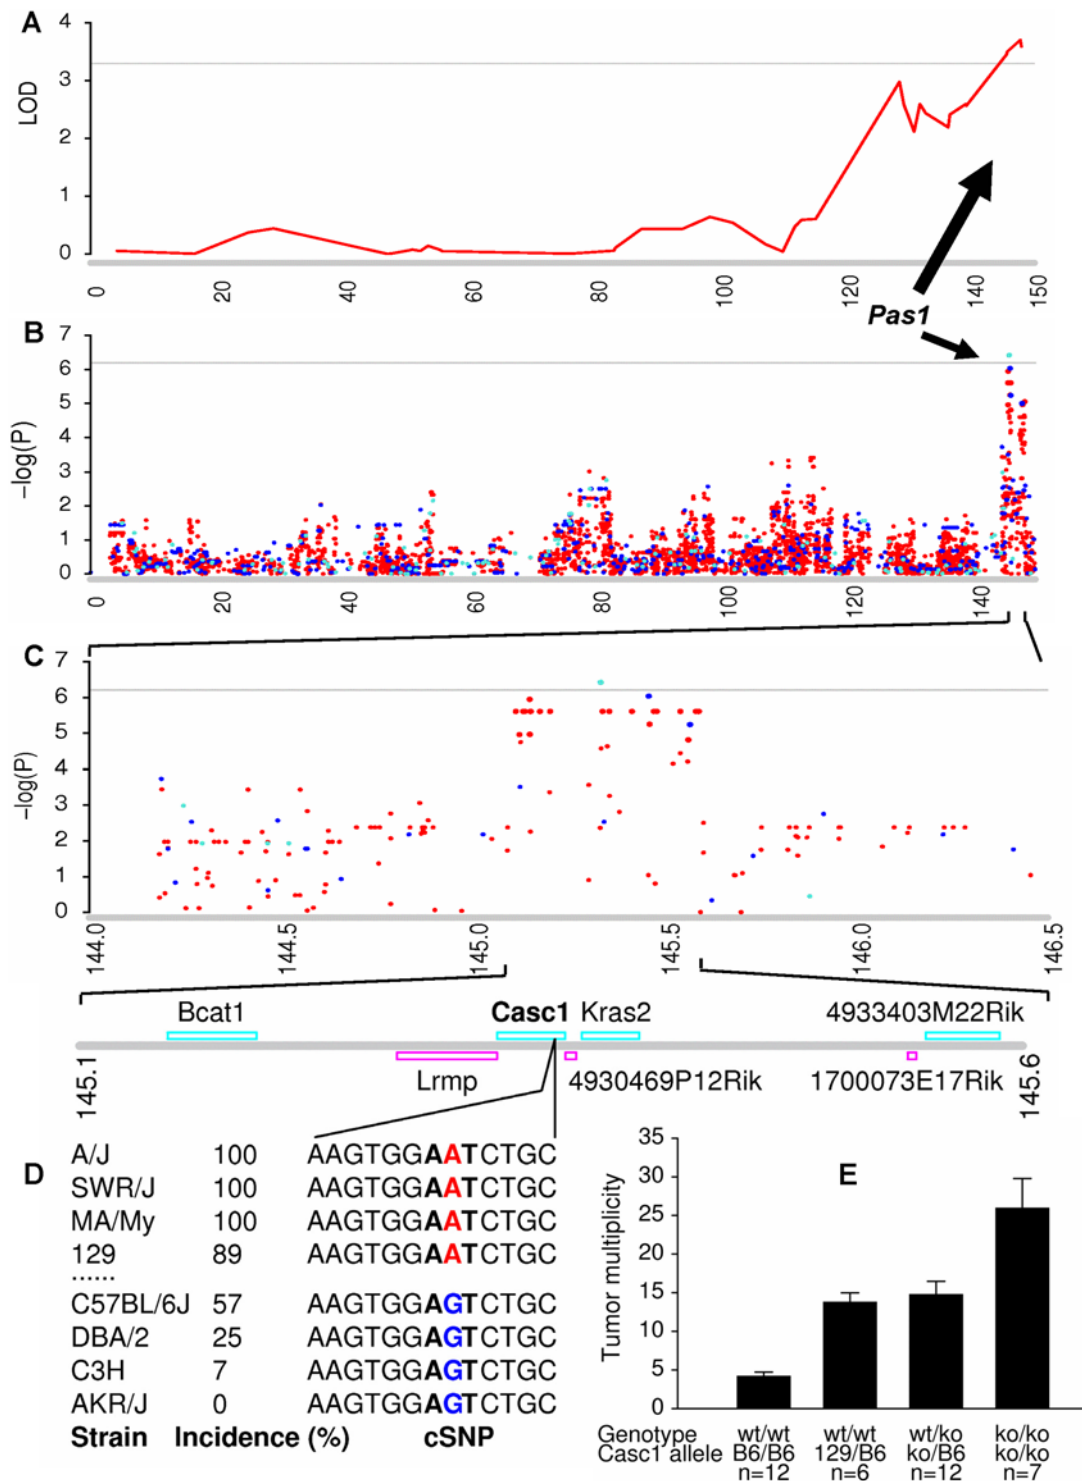 A
LOD
4
3
2
1
0
0 20 40 60 80 100 120 140 150
Pas1
B
-log(P)
7
6
5
4
3
2
1
0
0 20 40 60 80 100 120 140
C
-log(P)
7
6
5
4
3
2
1
0
144.0 144.5 145.0 145.5 146.0 146.5
Bcat1 Casc1 Kras2 4933403M22Rik
145.1 Lrmp 4930469P12Rik 1700073E17Rik 145.6
D
A/J 100 AAGTGGAATCTGC
SWR/J 100 AAGTGGAATCTGC
MA/My 100 AAGTGGAATCTGC
129 89 AAGTGGAATCTGC
......
C57BL/6J 57 AAGTGGAGTCTGC
DBA/2 25 AAGTGGAGTCTGC
C3H 7 AAGTGGAGTCTGC
AKR/J 0 AAGTGGAGTCTGC
Strain Incidence (%) cSNP
E
Tumor multiplicity
35
30
25
20
15
10
5
0
Genotype wt/wt wt/wt wt/ko ko/ko
Casc1 allele B6/B6 129/B6 ko/B6 ko/ko
n=12 n=6 n=12 n=7